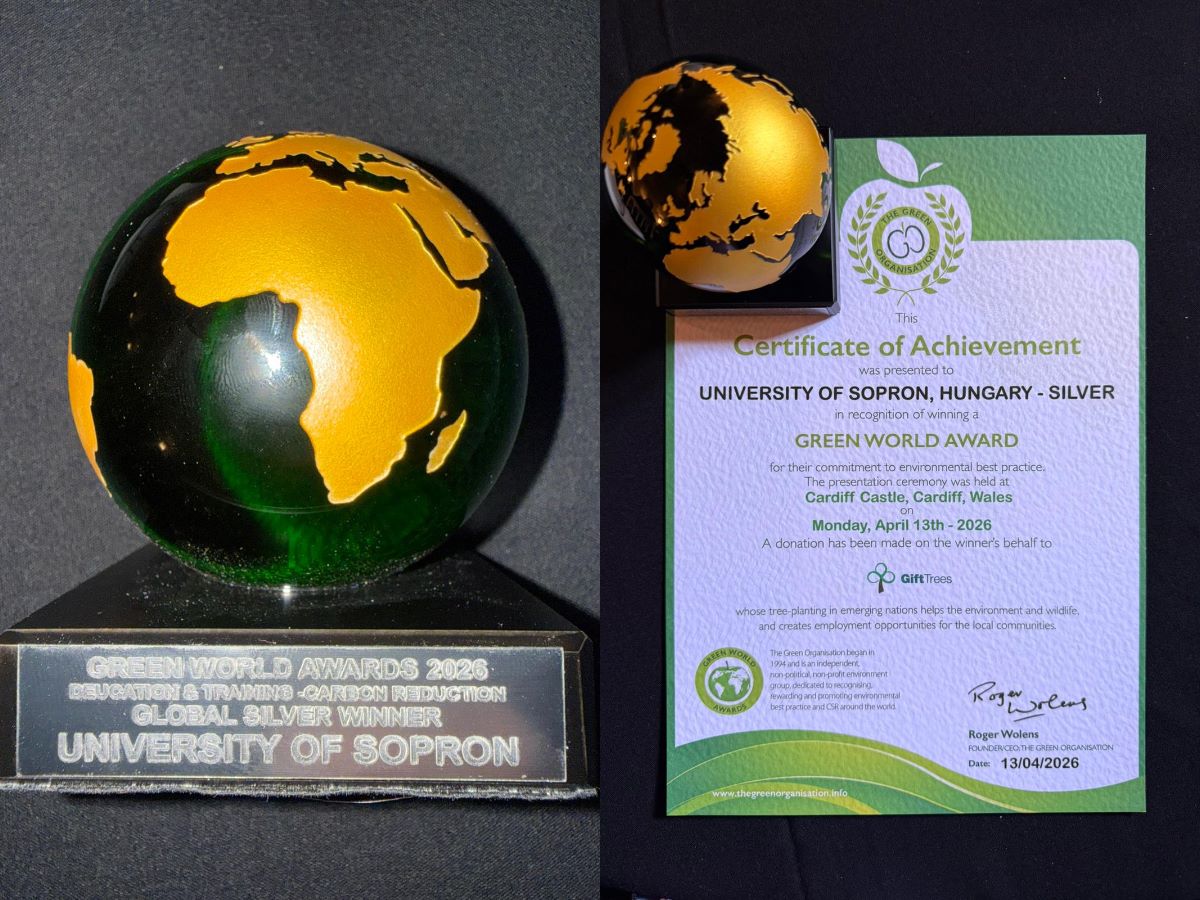 GREEN WORLD AWARDS 2026
DEUCATION & TRAINING -CARBON REDUCTION
GLOBAL SILVER WINNER
UNIVERSITY OF SOPRON
THE GREEN
ORGANISATION
This
Certificate of Achievement
was presented to
UNIVERSITY OF SOPRON, HUNGARY - SILVER
in recognition of winning a
GREEN WORLD AWARD
for their commitment to environmental best practice.
The presentation ceremony was held at
Cardiff Castle, Cardiff, Wales
on
Monday, April 13th - 2026
A donation has been made on the winner's behalf to
GiftTrees
whose tree-planting in emerging nations helps the environment and wildlife,
and creates employment opportunities for the local communities.
GREEN WORLD
AWARDS
The Green Organisation began in
1994 and is an independent,
non-political, non-profit environment
group, dedicated to recognising,
rewarding and promoting environmental
best practice and CSR around the world.
Roger Wolens
Roger Wolens
FOUNDER/CEO: THE GREEN ORGANISATION
Date: 13/04/2026
www.thegreenorganisation.info